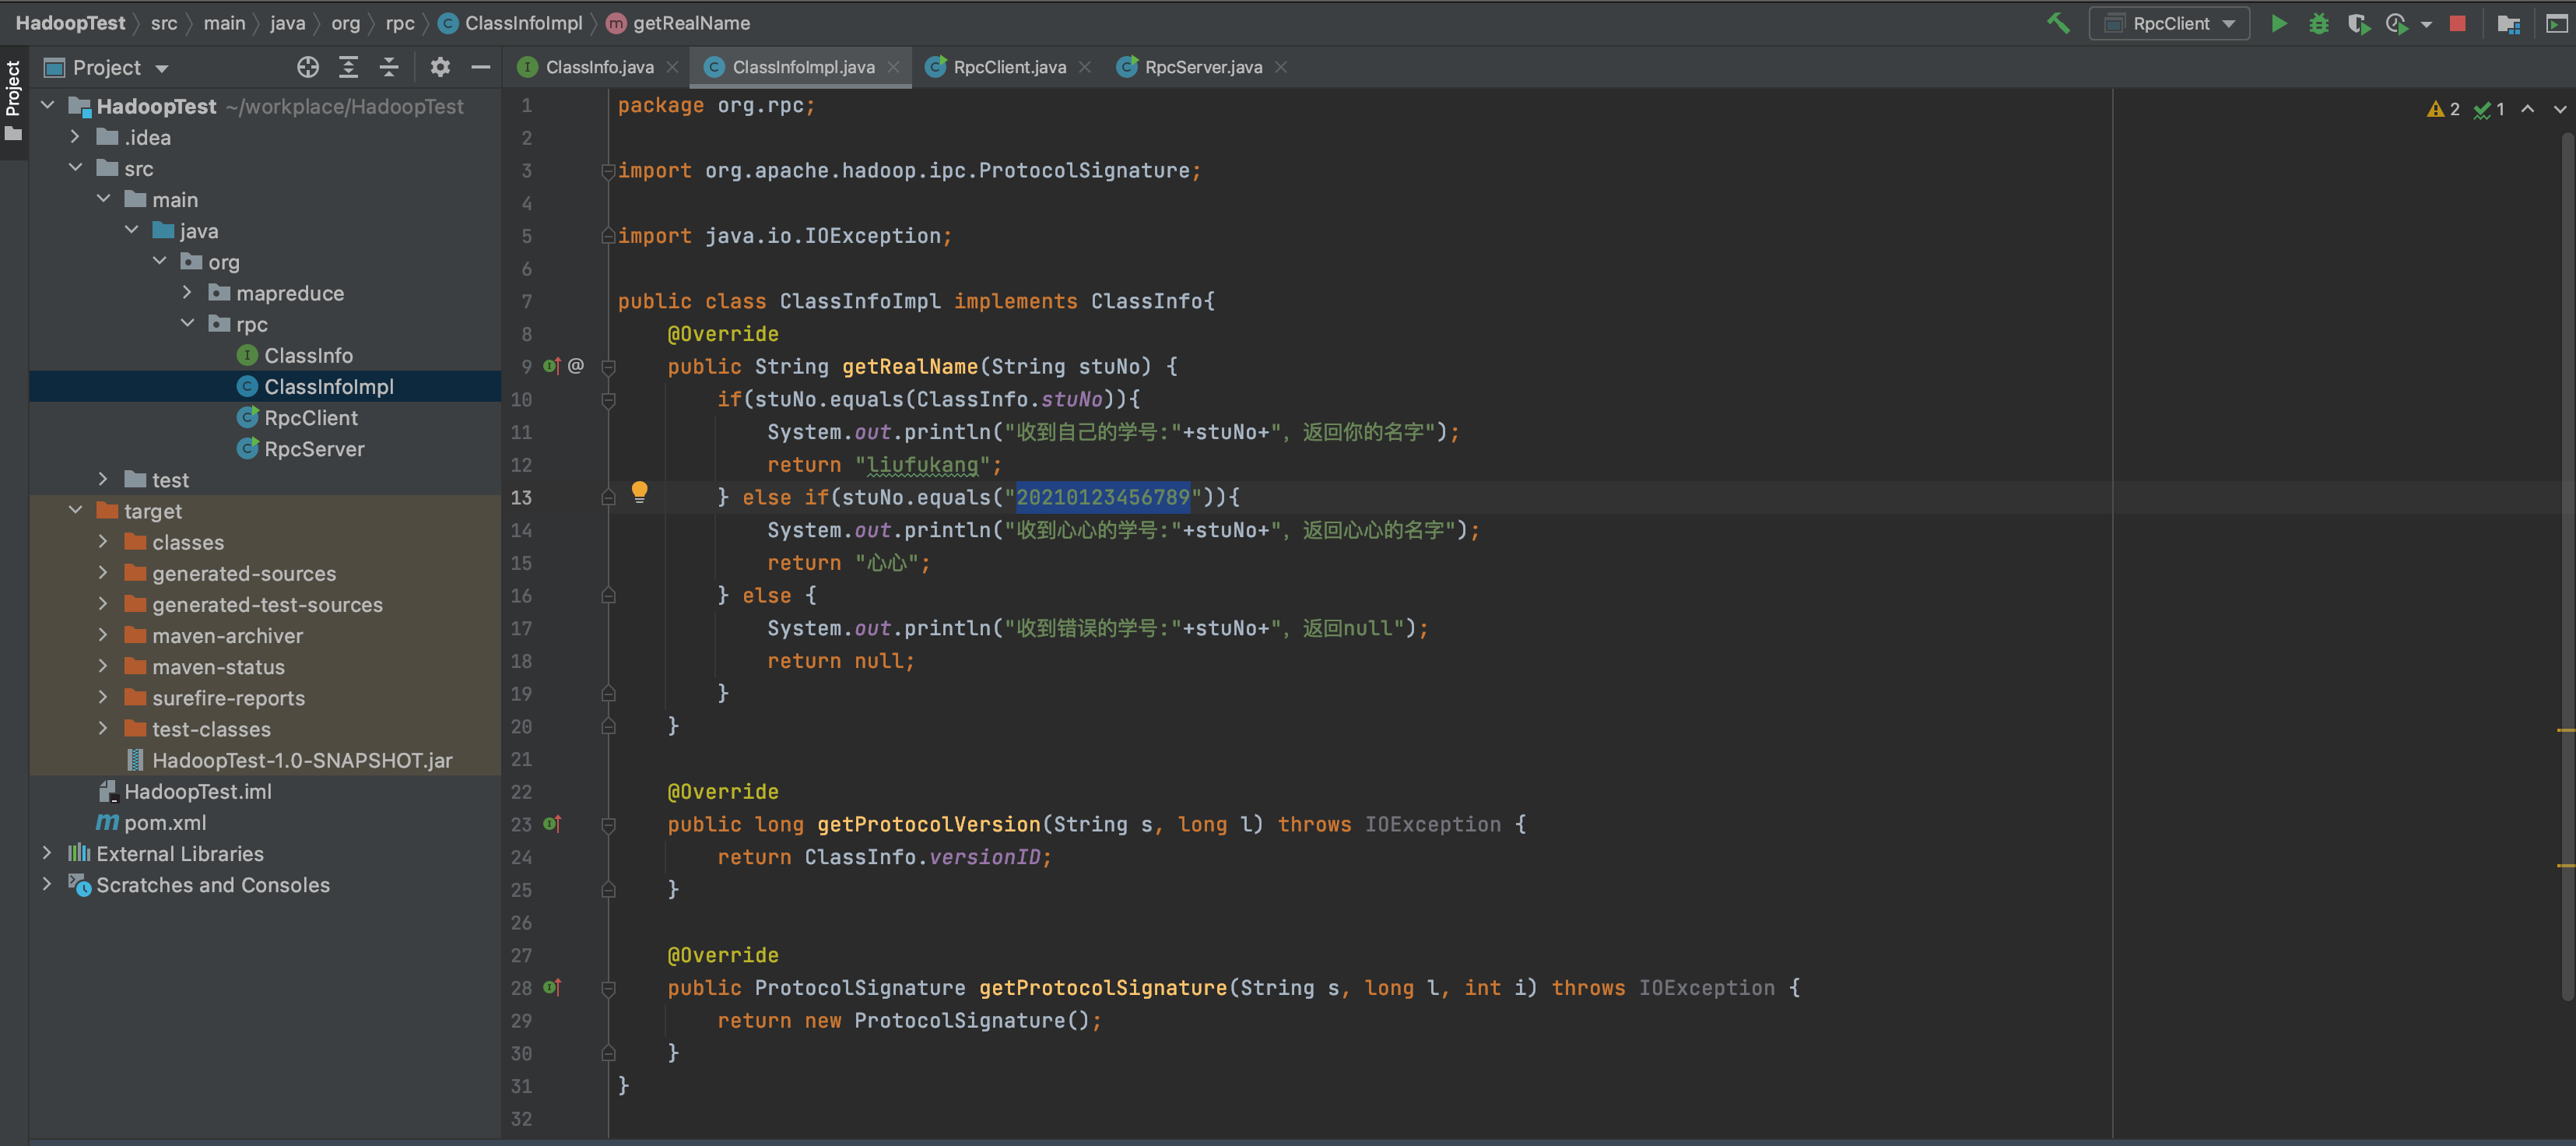 HadoopTest src main java org rpc ClassInfoImpl getRealName
RpcClient
Project
Project
ClassInfo.java ClassInfoImpl.java RpcClient.java RpcServer.java
HadoopTest ~/workplace/HadoopTest
.idea
src
main
java
org
mapreduce
rpc
ClassInfo
ClassInfoImpl
RpcClient
RpcServer
test
target
classes
generated-sources
generated-test-sources
maven-archiver
maven-status
surefire-reports
test-classes
HadoopTest-1.0-SNAPSHOT.jar
HadoopTest.iml
pom.xml
External Libraries
Scratches and Consoles
2 1
1 package org.rpc;
2
3 import org.apache.hadoop.ipc.ProtocolSignature;
4
5 import java.io.IOException;
6
7 public class ClassInfoImpl implements ClassInfo{
8 @Override
9 @ public String getRealName(String stuNo) {
10 if(stuNo.equals(ClassInfo.stuNo)){
11 System.out.println("收到自己的学号:"+stuNo+", 返回你的名字");
12 return "liufukang";
13 } else if(stuNo.equals("20210123456789")){
14 System.out.println("收到心心的学号:"+stuNo+", 返回心心的名字");
15 return "心心";
16 } else {
17 System.out.println("收到错误的学号:"+stuNo+", 返回null");
18 return null;
19 }
20 }
21
22 @Override
23 public long getProtocolVersion(String s, long l) throws IOException {
24 return ClassInfo.versionID;
25 }
26
27 @Override
28 public ProtocolSignature getProtocolSignature(String s, long l, int i) throws IOException {
29 return new ProtocolSignature();
30 }
31 }
32